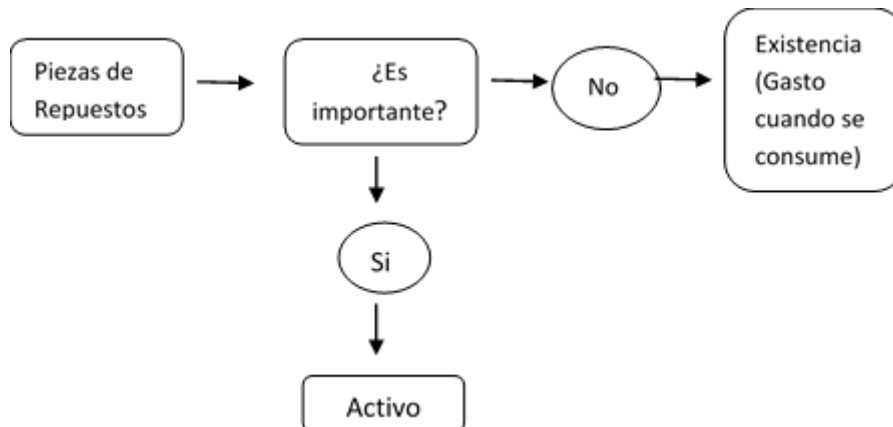 Piezas de
Repuestos
¿Es
importante?
No
Existencia
(Gasto
cuando se
consume)
Si
Activo